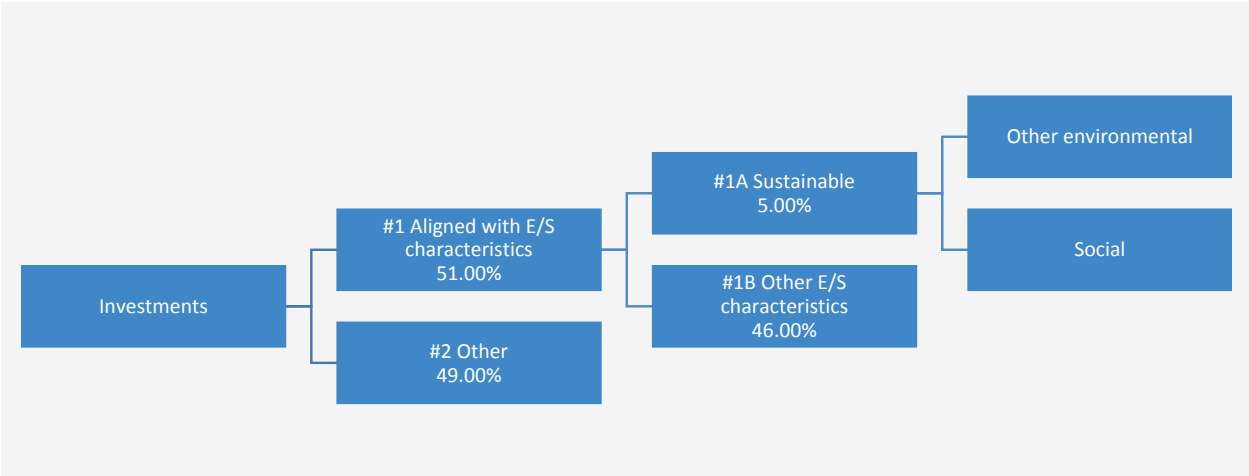 Investments
#1 Aligned with E/S
characteristics
51.00%
#2 Other
49.00%
#1A Sustainable
5.00%
#1B Other E/S
characteristics
46.00%
Other environmental
Social